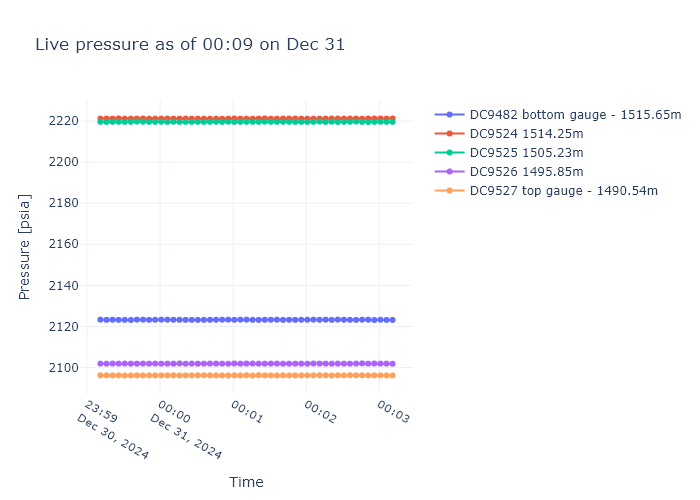 Live pressure as of 00:09 on Dec 31
DC9482 bottom gauge - 1515.65m
DC9524 1514.25m
DC9525 1505.23m
DC9526 1495.85m
DC9527 top gauge - 1490.54m
Pressure [psia]
2220
2200
2180
2160
2140
2120
2100
23:59
Dec 30, 2024
00:00
Dec 31, 2024
00:01
00:02
00:03
Time